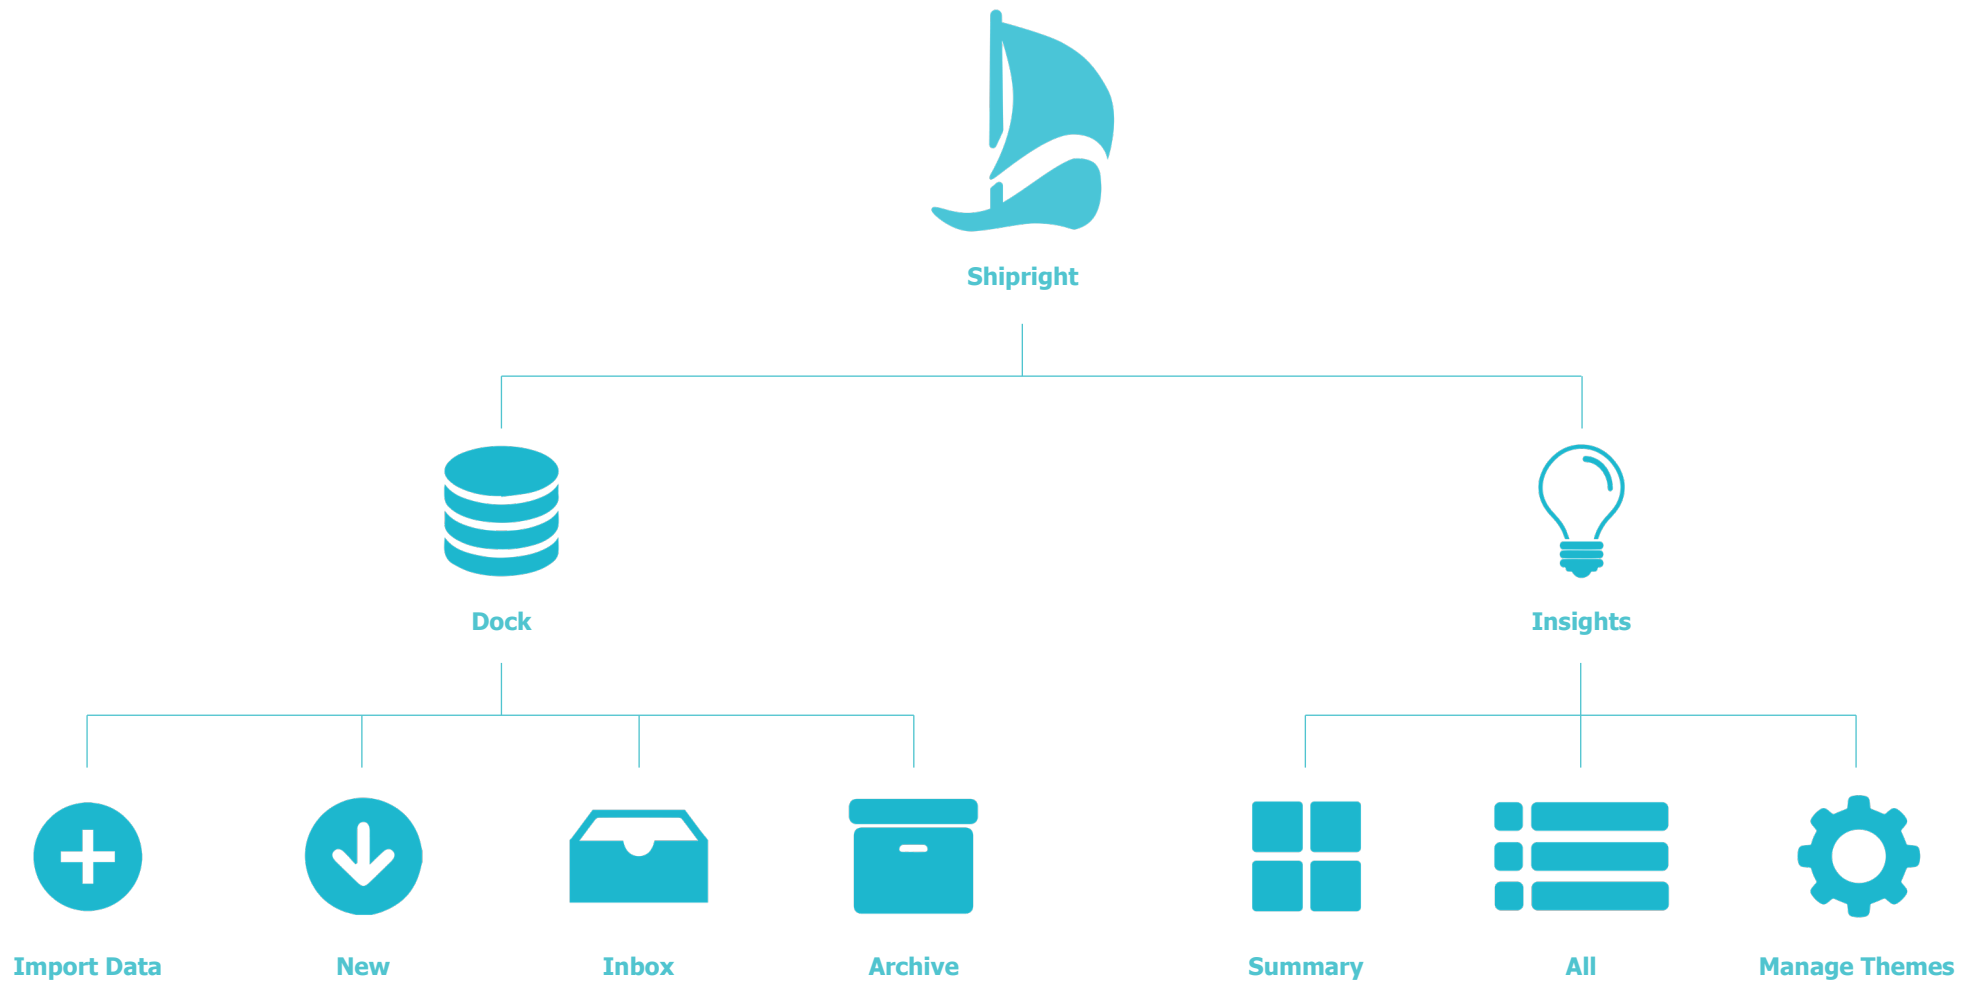 Shipright
Dock
Insights
Import Data
New
Inbox
Archive
Summary
All
Manage Themes